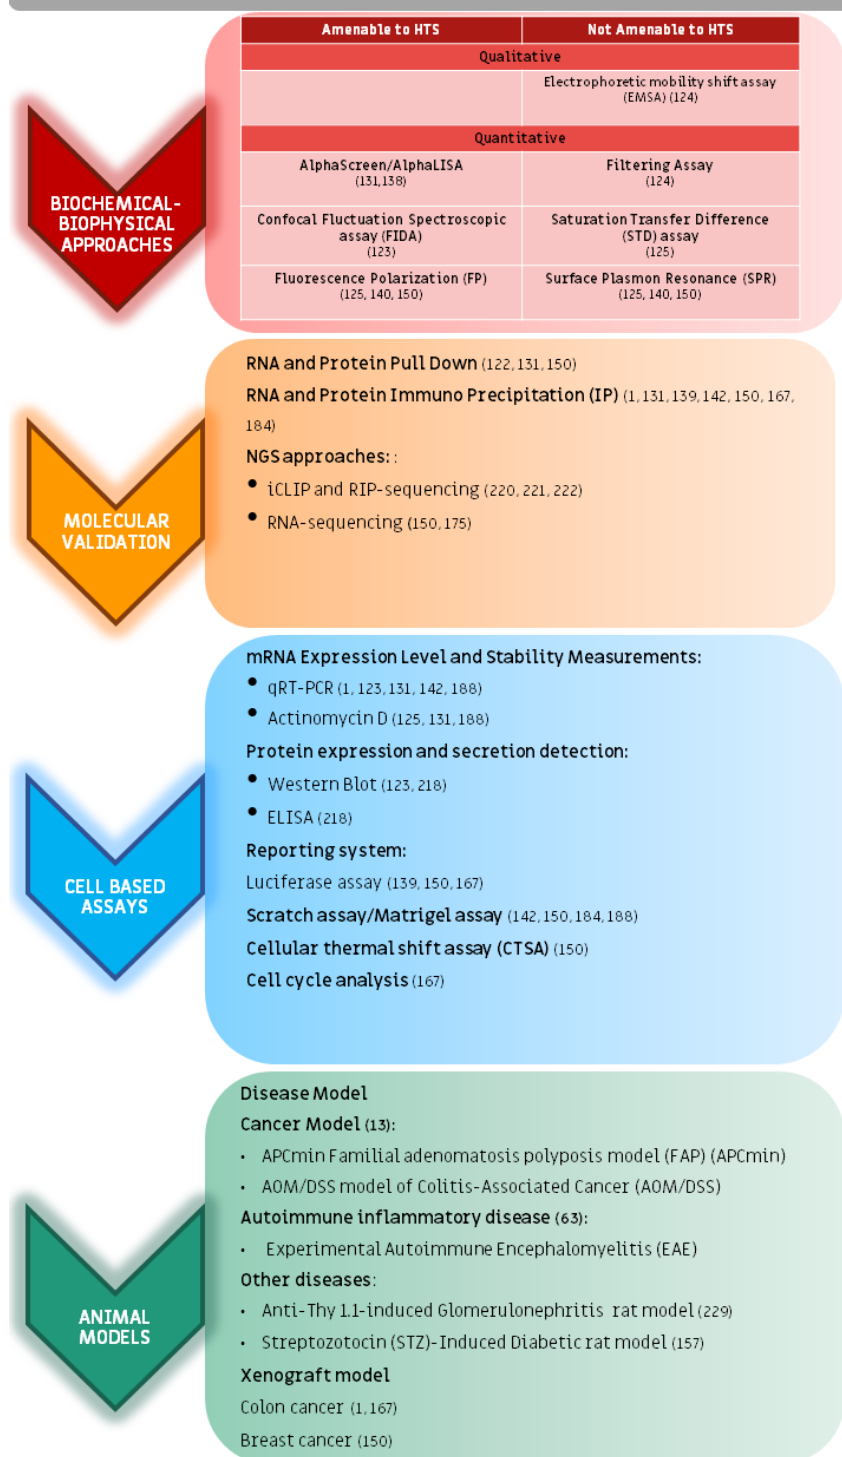 Amenable to HTS
Not Amenable to HTS
Qualitative
Electrophoretic mobility shift assay
(EMSA) (124)
Quantitative
AlphaScreen/AlphaLISA
(131,138)
Filtering Assay
(124)
Confocal Fluctuation Spectroscopic
assay (FIDA)
(123)
Saturation Transfer Difference
(STD) assay
(125)
Fluorescence Polarization (FP)
(125, 140, 150)
Surface Plasmon Resonance (SPR)
(125, 140, 150)
BIOCHEMICAL-
BIOPHYSICAL
APPROACHES
RNA and Protein Pull Down (122, 131, 150)
RNA and Protein Immuno Precipitation (IP) (1, 131, 139, 142, 150, 167,
184)
NGS approaches: :
• iCLIP and RIP-sequencing (220, 221, 222)
• RNA-sequencing (150, 175)
MOLECULAR
VALIDATION
mRNA Expression Level and Stability Measurements:
• qRT-PCR (1, 123, 131, 142, 188)
• Actinomycin D (125, 131, 188)
Protein expression and secretion detection:
• Western Blot (123, 218)
• ELISA (218)
Reporting system:
Luciferase assay (139, 150, 167)
Scratch assay/Matrigel assay (142, 150, 184, 188)
Cellular thermal shift assay (CTSA) (150)
Cell cycle analysis (167)
CELL BASED
ASSAYS
Disease Model
Cancer Model (13):
• APCmin Familial adenomatosis polyposis model (FAP) (APCmin)
• AOM/DSS model of Colitis-Associated Cancer (AOM/DSS)
Autoimmune inflammatory disease (63):
• Experimental Autoimmune Encephalomyelitis (EAE)
Other diseases:
• Anti-Thy 1.1-induced Glomerulonephritis rat model (229)
• Streptozotocin (STZ)-Induced Diabetic rat model (157)
Xenograft model
Colon cancer (1, 167)
Breast cancer (150)
ANIMAL
MODELS